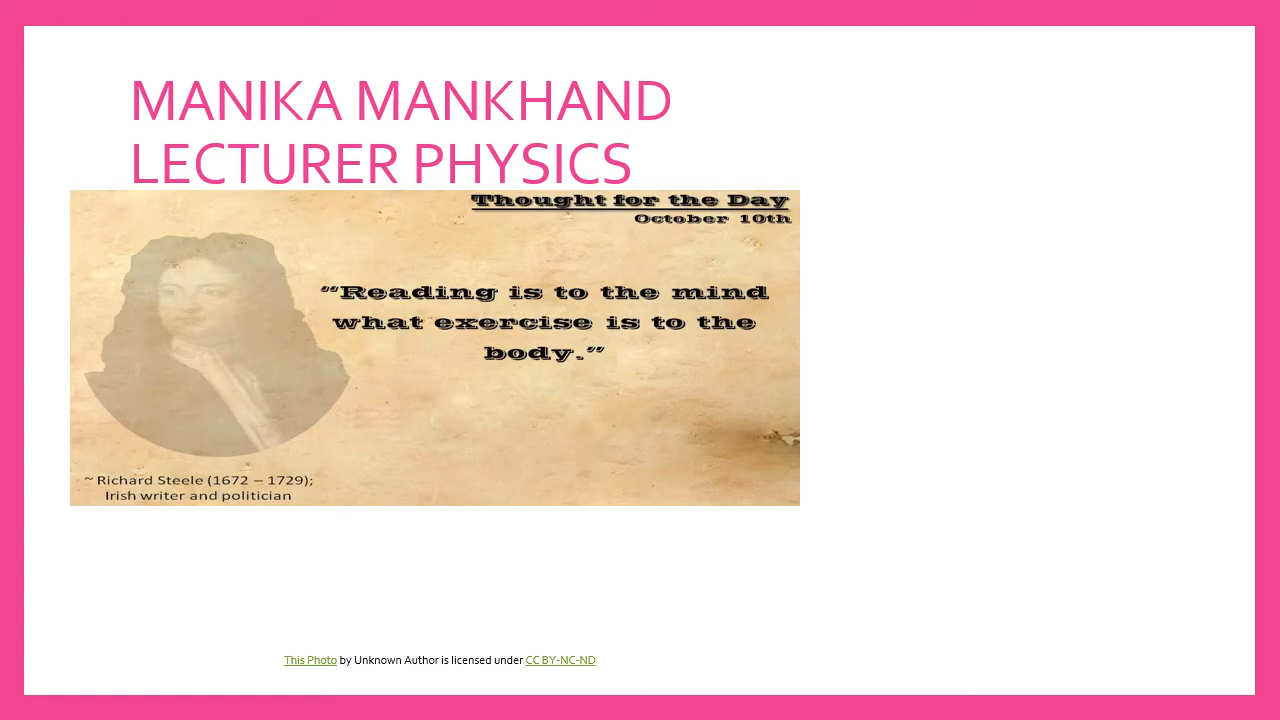 MANIKA MANKHAND
LECTURER PHYSICS
Thought for the Day
October 10th
“Reading is to the mind
what exercise is to the
body.”
~ Richard Steele (1672 – 1729);
Irish writer and politician
This Photo by Unknown Author is licensed under CC BY-NC-ND